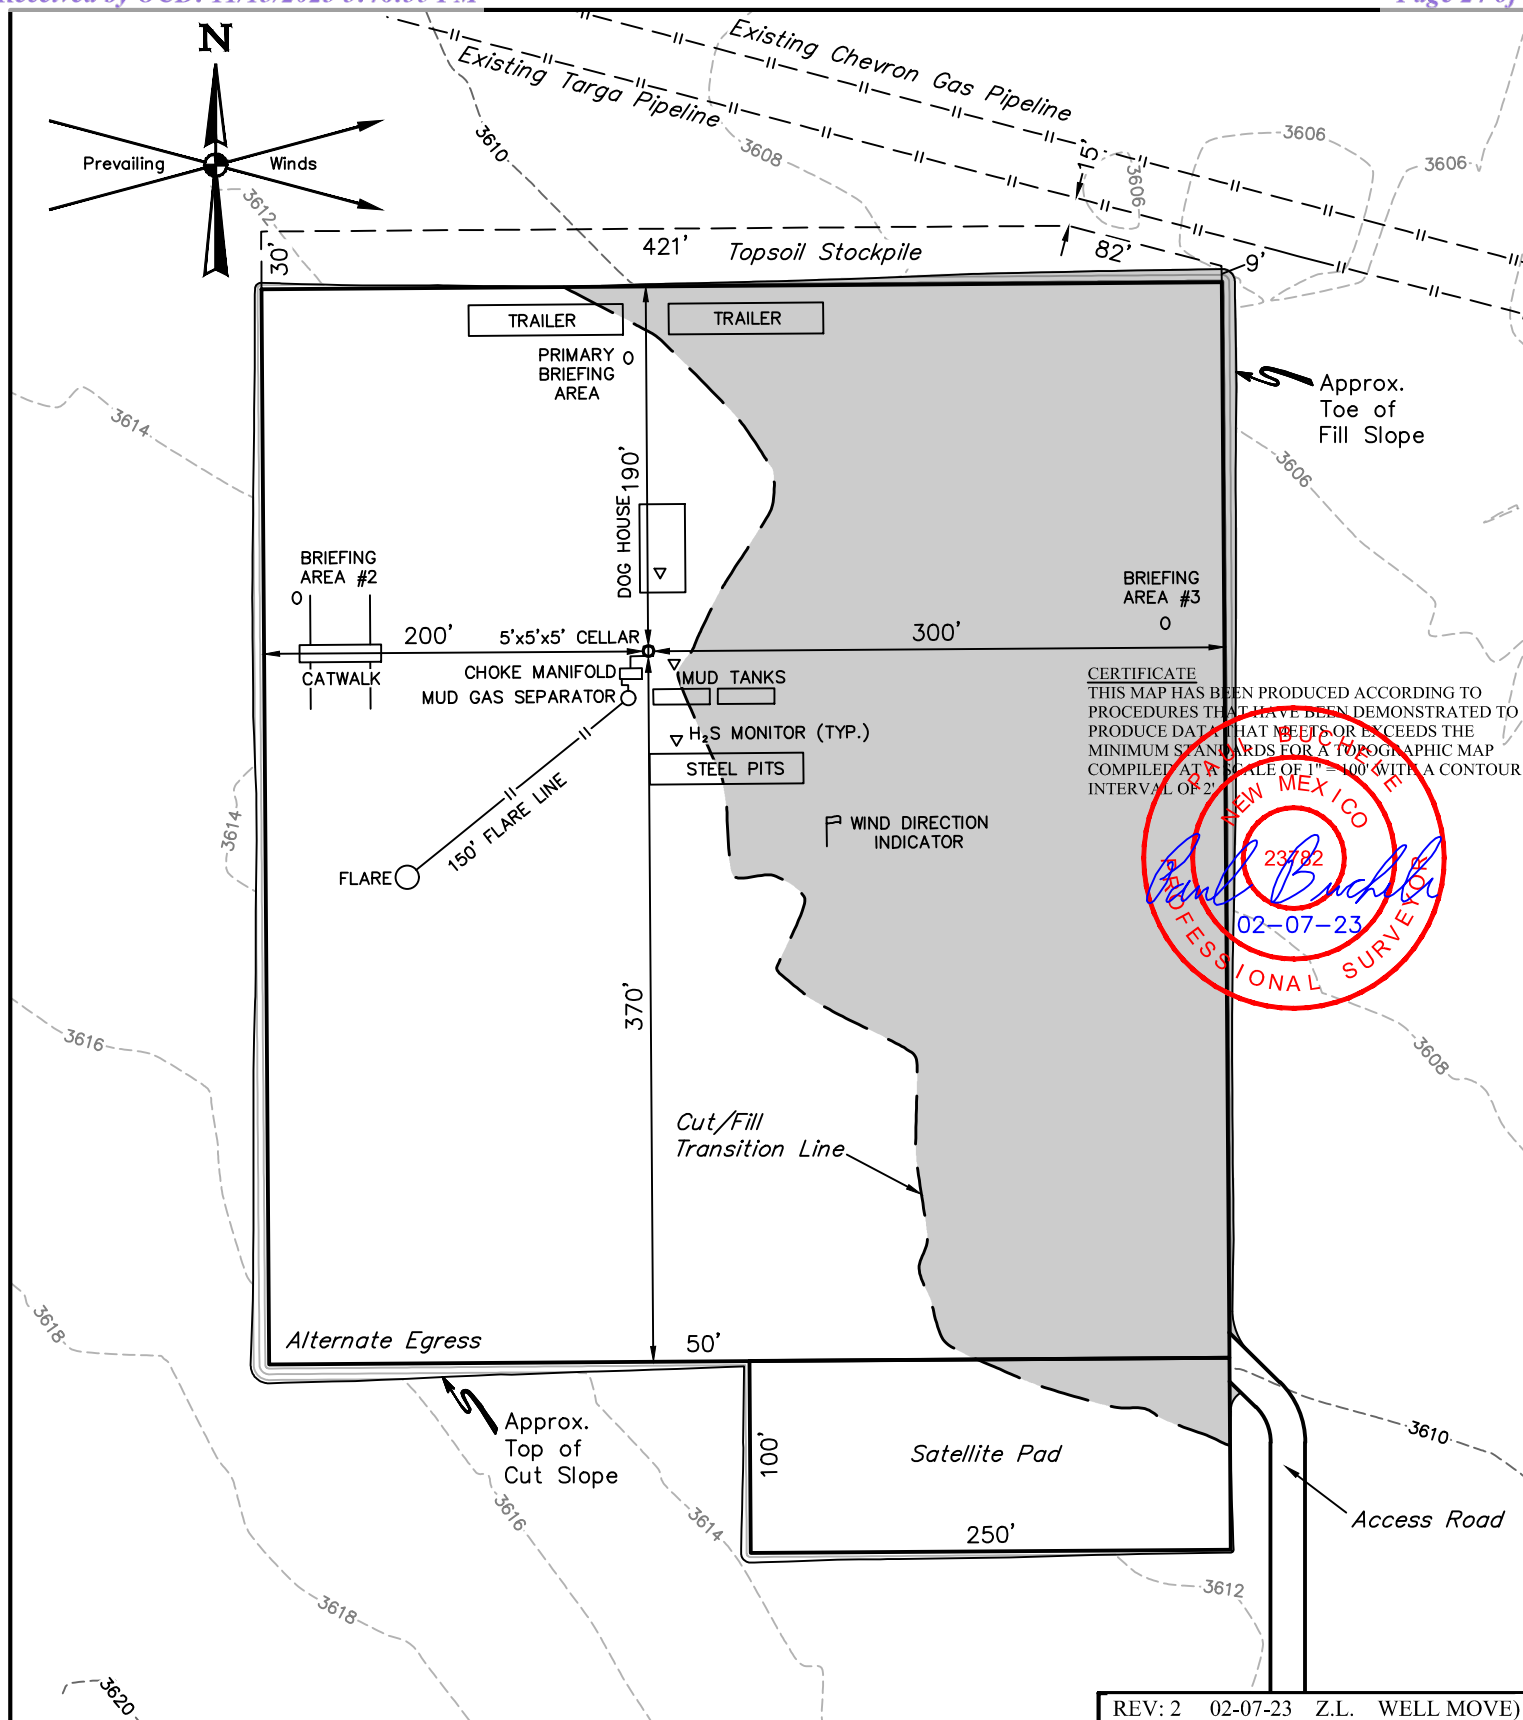 N
Prevailing Winds
Existing Chevron Gas Pipeline
Existing Targa Pipeline
3610
3608
3606
3606
3606
3612
15'
30'
421'
Topsoil Stockpile
82'
9'
TRAILER
TRAILER
PRIMARY
BRIEFING
AREA
Approx.
Toe of
Fill Slope
3614
3606
190'
DOG HOUSE
BRIEFING
AREA #2
BRIEFING
AREA #3
200'
5'x5'x5' CELLAR
300'
CATWALK
CHOKE MANIFOLD
MUD TANKS
MUD GAS SEPARATOR
H₂S MONITOR (TYP.)
STEEL PITS
CERTIFICATE
THIS MAP HAS BEEN PRODUCED ACCORDING TO
PROCEDURES THAT HAVE BEEN DEMONSTRATED TO
PRODUCE DATA THAT MEETS OR EXCEEDS THE
MINIMUM STANDARDS FOR A TOPOGRAPHIC MAP
COMPILED AT A SCALE OF 1" = 100' WITH A CONTOUR
INTERVAL OF 2'
PAUL BUCHELE
NEW MEXICO
23782
PROFESSIONAL SURVEYOR
Paul Buchele
02-07-23
WIND DIRECTION
INDICATOR
150' FLARE LINE
FLARE
3614
370'
3616
3608
Cut/Fill
Transition Line
3618
Alternate Egress
50'
Approx.
Top of
Cut Slope
100'
Satellite Pad
250'
3610
Access Road
3616
3614
3612
3618
3620
REV: 2 02-07-23 Z.L. WELL MOVE)